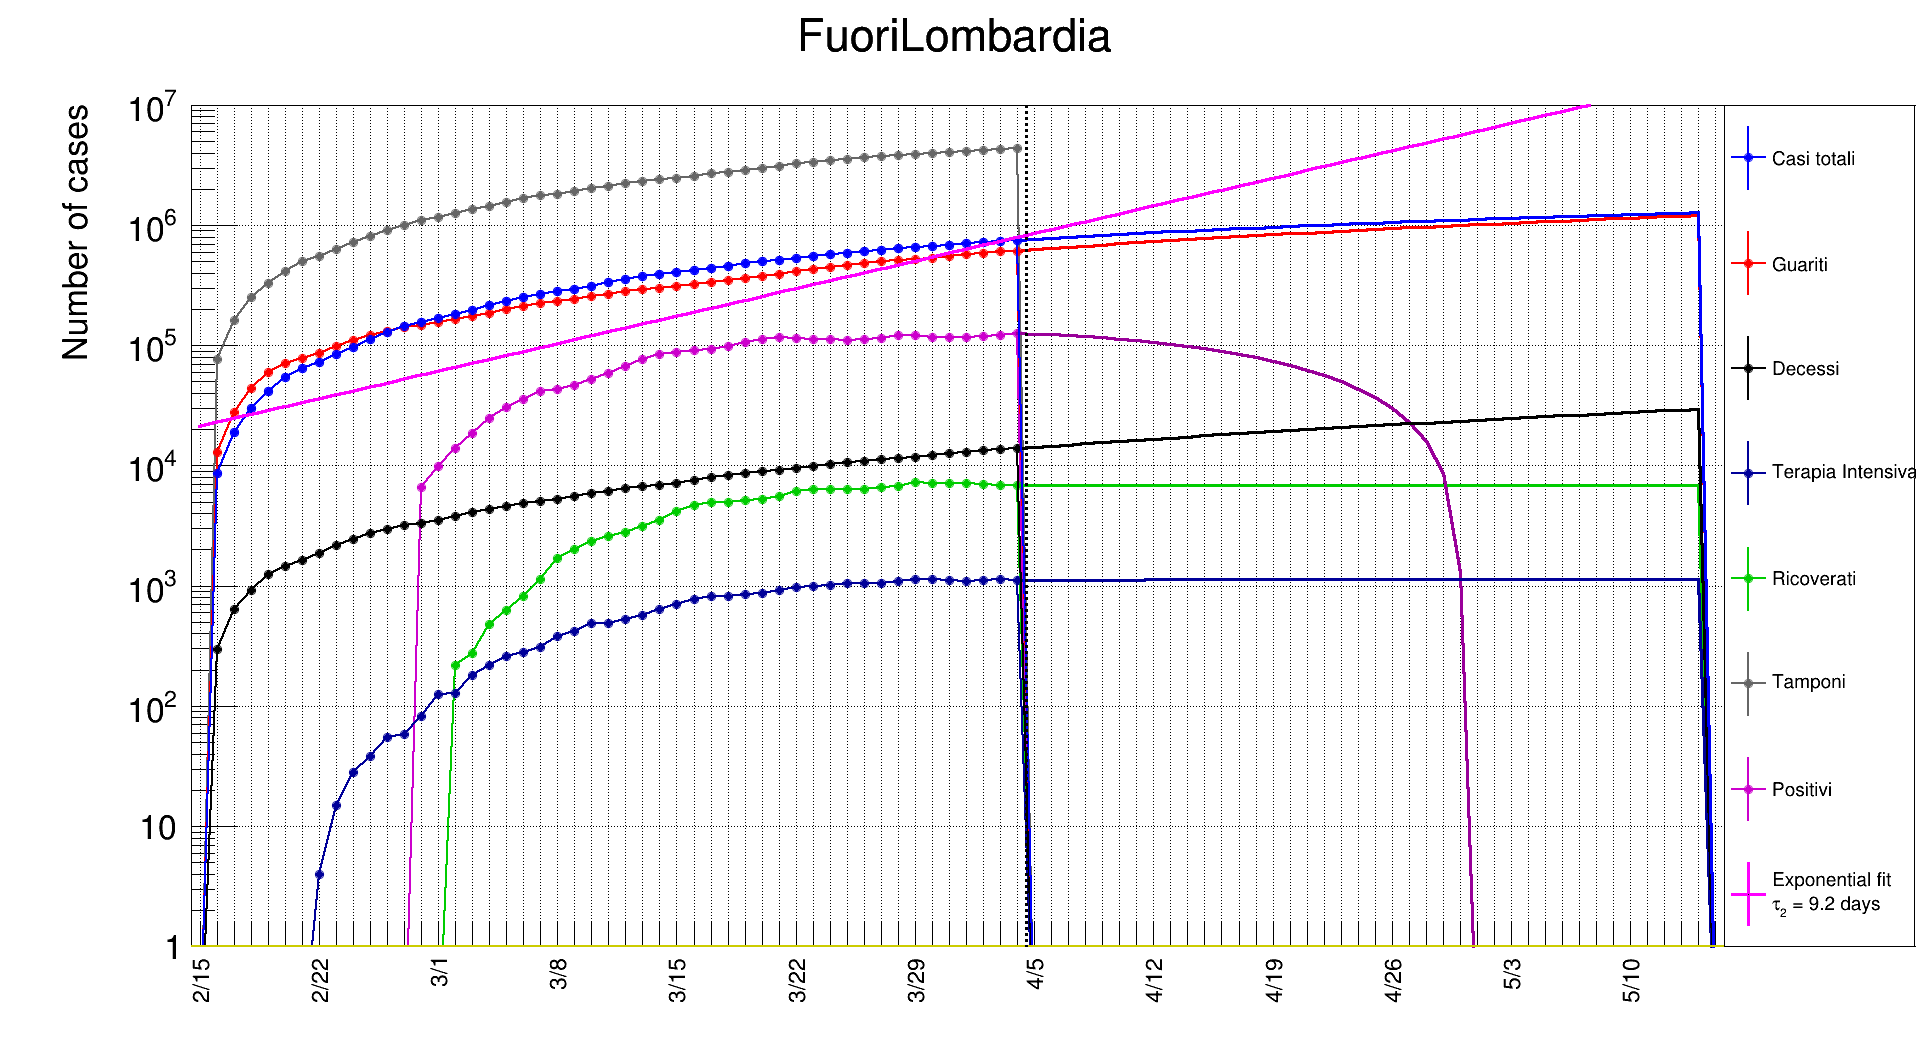 FuoriLombardia
Number of cases
10^7
10^6
10^5
10^4
10^3
10^2
10
1
2/15
2/22
3/1
3/8
3/15
3/22
3/29
4/5
4/12
4/19
4/26
5/3
5/10
Casi totali
Guariti
Decessi
Terapia Intensiva
Ricoverati
Tamponi
Positivi
Exponential fit
τ_2 = 9.2 days